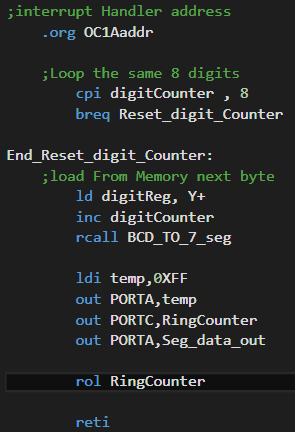 ;interrupt Handler address
.org OC1Aaddr
;Loop the same 8 digits
cpi digitCounter , 8
breq Reset_digit_Counter
End_Reset_digit_Counter:
;load From Memory next byte
ld digitReg, Y+
inc digitCounter
rcall BCD_TO_7_seg
ldi temp,0XFF
out PORTA,temp
out PORTC,RingCounter
out PORTA,Seg_data_out
rol RingCounter
reti